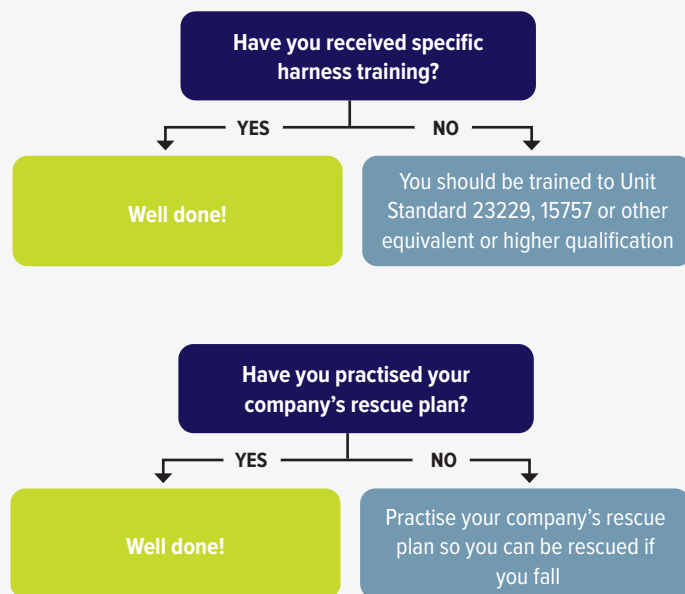 Have you received specific
harness training?
YES
NO
Well done!
You should be trained to Unit
Standard 23229, 15757 or other
equivalent or higher qualification
Have you practised your
company’s rescue plan?
YES
NO
Well done!
Practise your company’s rescue
plan so you can be rescued if
you fall